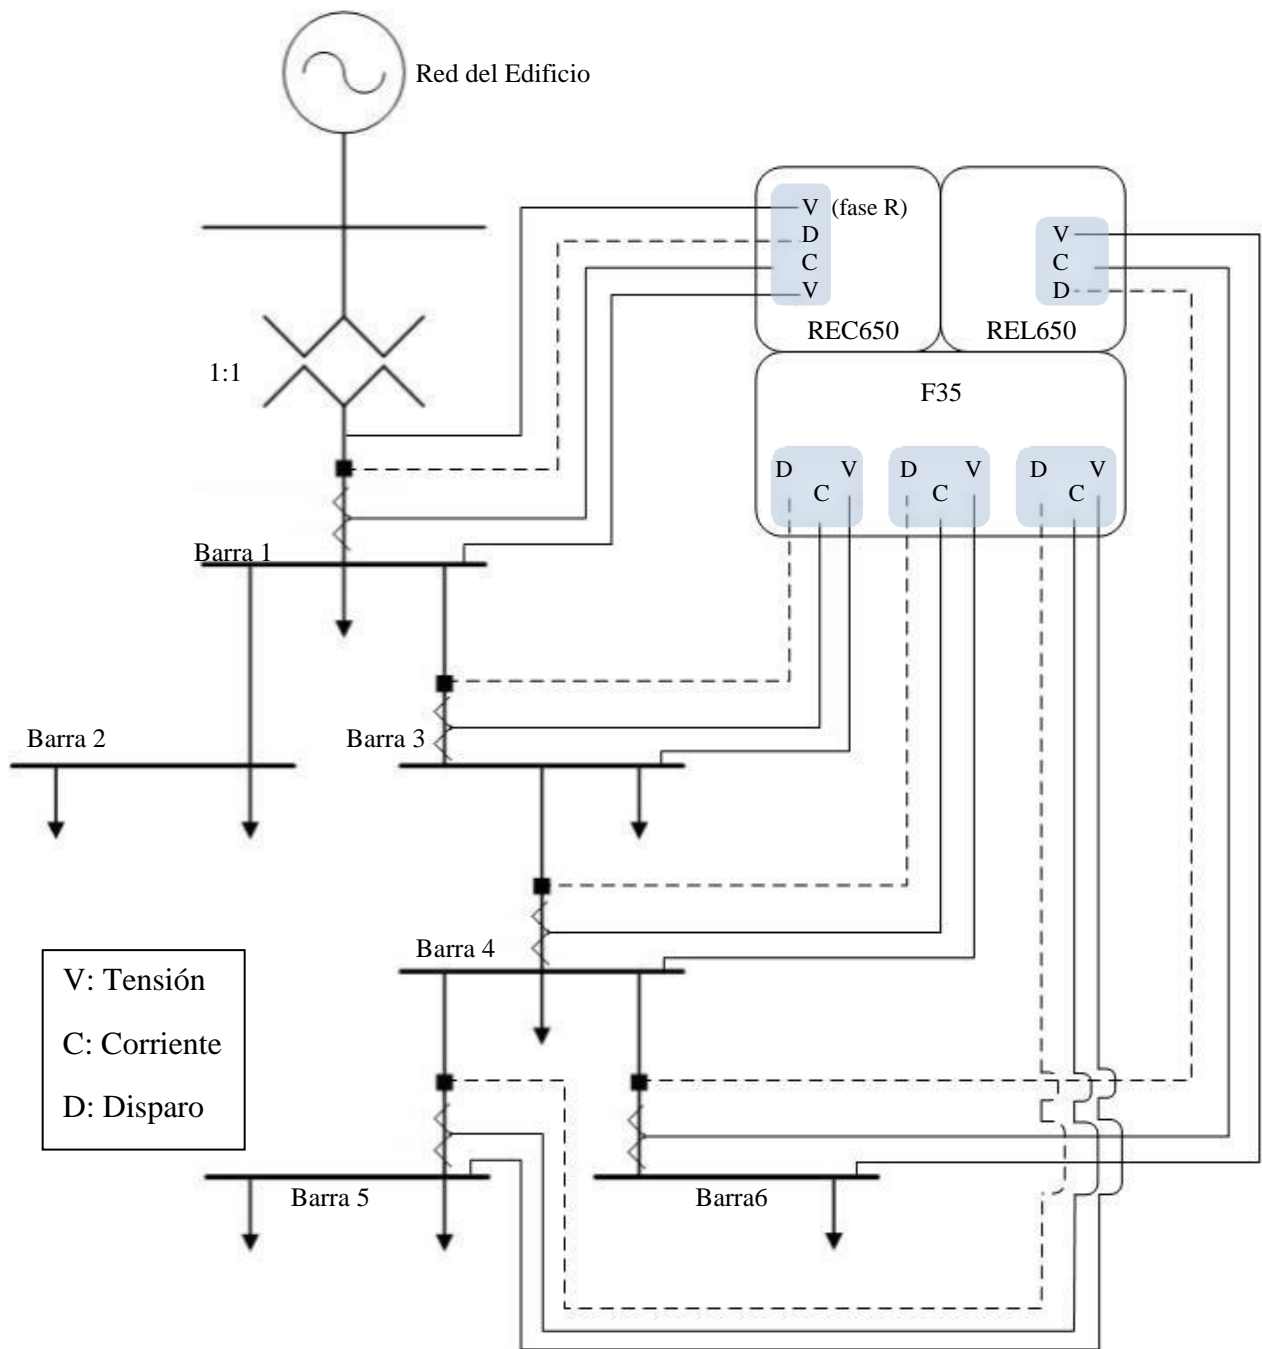 Red del Edificio
V (fase R)
D
C
V
REC650
V
C
D
REL650
1:1
F35
D V
C
D V
C
D V
C
Barra 1
Barra 2
Barra 3
Barra 4
V: Tensión
C: Corriente
D: Disparo
Barra 5
Barra6